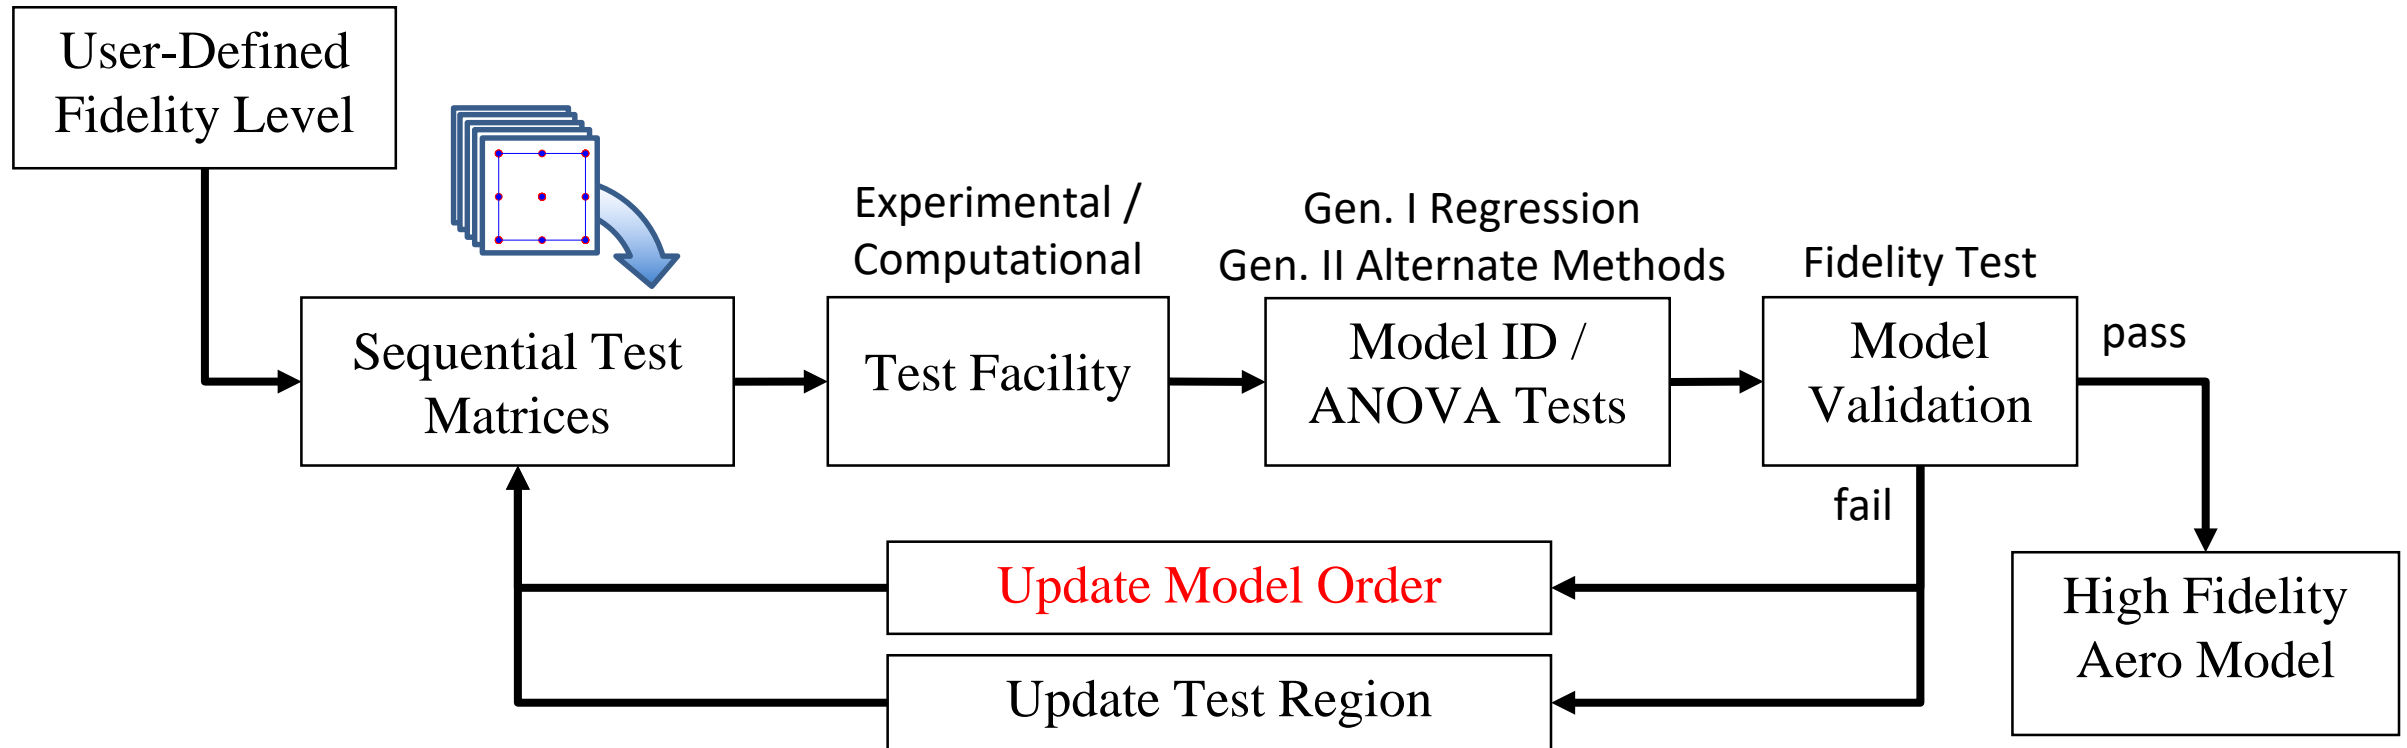 User-Defined
Fidelity Level
Experimental /
Computational
Gen. I Regression
Gen. II Alternate Methods
Fidelity Test
Sequential Test
Matrices
Test Facility
Model ID /
ANOVA Tests
Model
Validation
pass
fail
Update Model Order
Update Test Region
High Fidelity
Aero Model